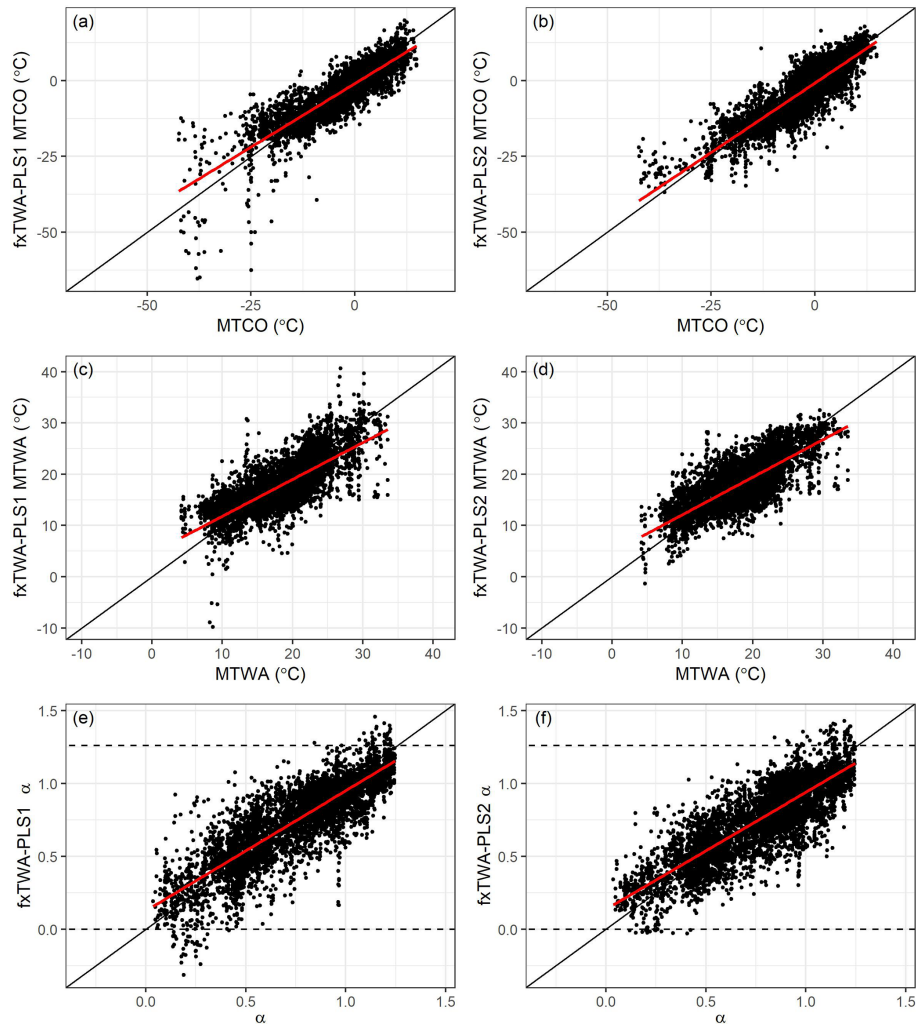 (a)
fxTWA-PLS1 MTCO (°C)
0
-25
-50
-50 -25 0
MTCO (°C)
(b)
fxTWA-PLS2 MTCO (°C)
0
-25
-50
-50 -25 0
MTCO (°C)
(c)
fxTWA-PLS1 MTWA (°C)
40
30
20
10
0
-10
-10 0 10 20 30 40
MTWA (°C)
(d)
fxTWA-PLS2 MTWA (°C)
40
30
20
10
0
-10
-10 0 10 20 30 40
MTWA (°C)
(e)
fxTWA-PLS1 α
1.5
1.0
0.5
0.0
0.0 0.5 1.0 1.5
α
(f)
fxTWA-PLS2 α
1.5
1.0
0.5
0.0
0.0 0.5 1.0 1.5
α